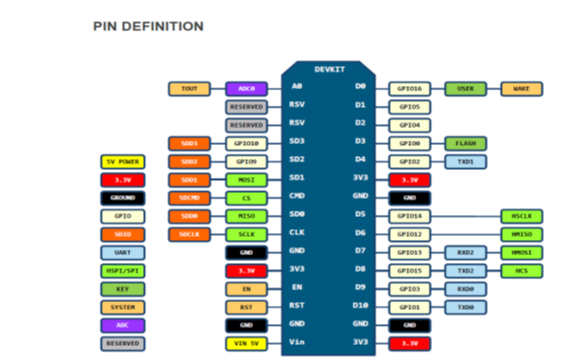 PIN DEFINITION
DEVKIT
TOUT ADC0 A0 D0 GPIO16 USER WAKE
RESERVED RSV D1 GPIO5
RESERVED RSV D2 GPIO4
SDD3 GPIO10 SD3 D3 GPIO0 FLASH
5V POWER SDD2 GPIO9 SD2 D4 GPIO2 TXD1
3.3V SDD1 MOSI SD1 3V3 3.3V
GROUND SDCMD CS CMD GND GND
GPIO SDD0 MISO SD0 D5 GPIO14 HSCLK
SDIO SDCLK SCLK CLK D6 GPIO12 HMISO
UART GND GND D7 GPIO13 RXD2 HMOSI
HSPI/SPI 3.3V 3V3 D8 GPIO15 TXD2 HCS
KEY EN EN D9 GPIO3 RXD0
SYSTEM RST RST D10 GPIO1 TXD0
ADC GND GND GND GND
RESERVED VIN 5V Vin 3V3 3.3V